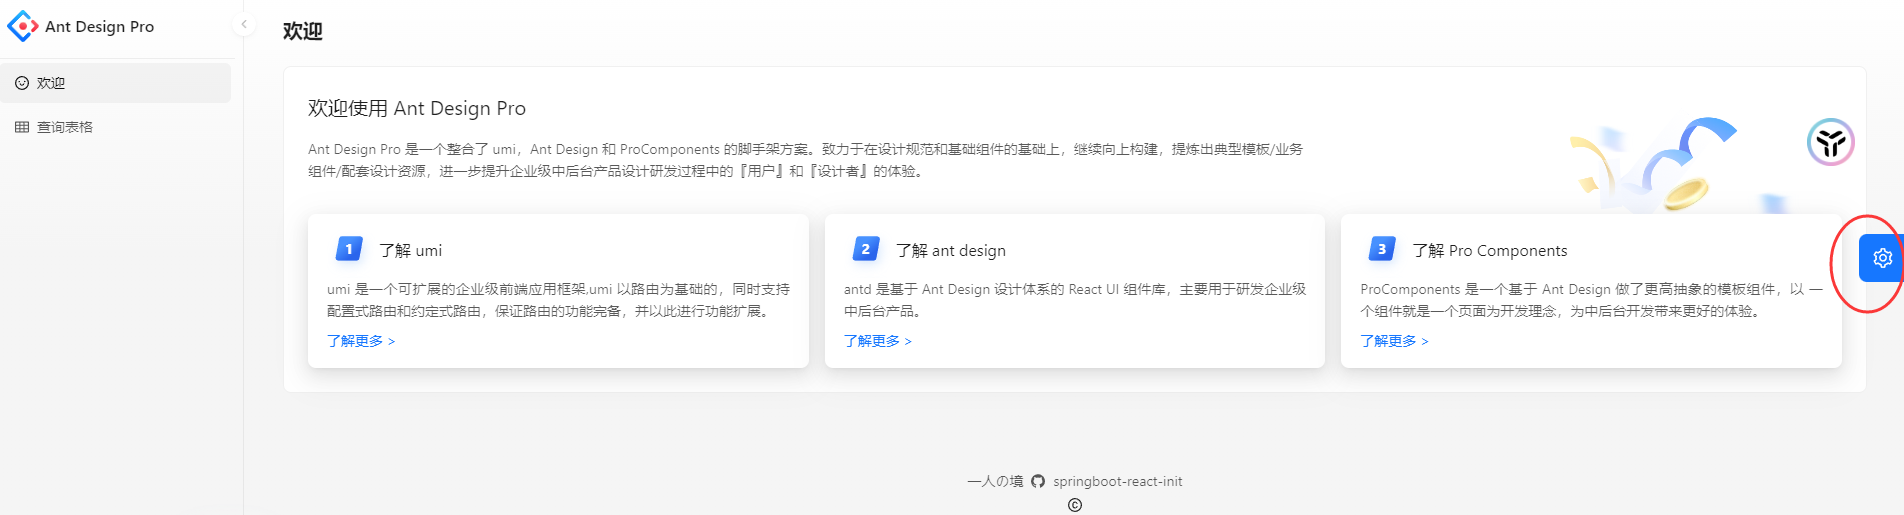 Ant Design Pro
欢迎
查询表格
欢迎
欢迎使用 Ant Design Pro
Ant Design Pro 是一个整合了 umi，Ant Design 和 ProComponents 的脚手架方案。致力于在设计规范和基础组件的基础上，继续向上构建，提炼出典型模板/业务
组件/配套设计资源，进一步提升企业级中后台产品设计研发过程中的『用户』和『设计者』的体验。
1 了解 umi
umi 是一个可扩展的企业级前端应用框架,umi 以路由为基础的，同时支持
配置式路由和约定式路由，保证路由的功能完备，并以此进行功能扩展。
了解更多 >
2 了解 ant design
antd 是基于 Ant Design 设计体系的 React UI 组件库，主要用于研发企业级
中后台产品。
了解更多 >
3 了解 Pro Components
ProComponents 是一个基于 Ant Design 做了更高抽象的模板组件，以 一
个组件就是一个页面为开发理念，为中后台开发带来更好的体验。
了解更多 >
一人の境 springboot-react-init
©